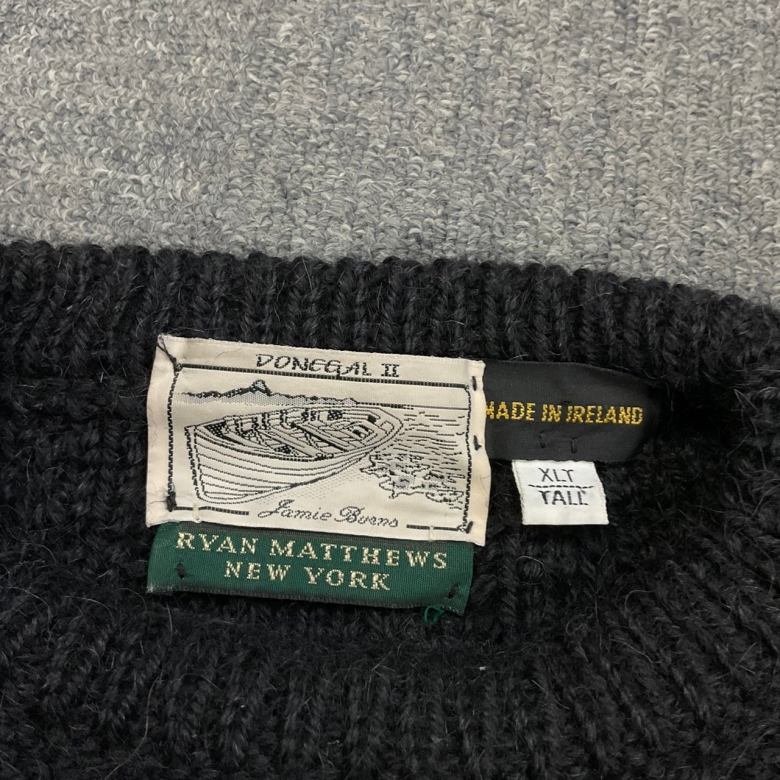 DONEGAL II
Jamie Burns
RYAN MATTHEWS
NEW YORK
MADE IN IRELAND
XLT
TALL